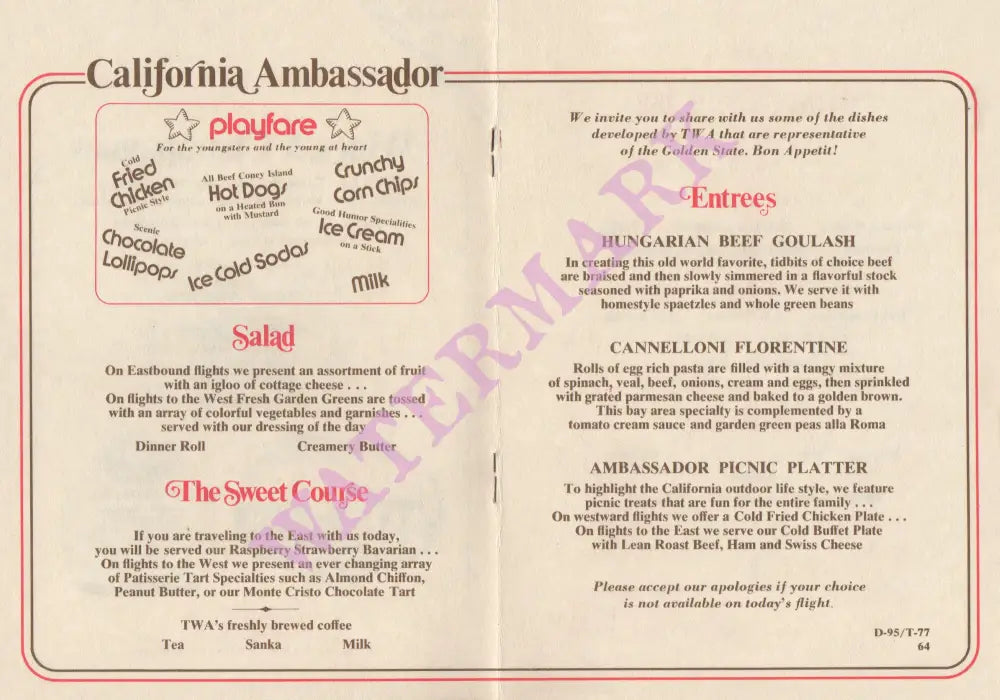 California Ambassador
playfare
For the youngsters and the young at heart
Cold
Fried
Chicken
Picnic Style
All Beef Coney Island
Hot Dogs
on a Heated Bun
with Mustard
Crunchy
Corn Chips
Scenic
Chocolate
Lollipops
Ice Cold Sodas
Good Humor Specialities
Ice Cream
on a Stick
Milk
Salad
On Eastbound flights we present an assortment of fruit
with an igloo of cottage cheese . . .
On flights to the West Fresh Garden Greens are tossed
with an array of colorful vegetables and garnishes . . .
served with our dressing of the day
Dinner Roll Creamery Butter
The Sweet Course
If you are traveling to the East with us today,
you will be served our Raspberry Strawberry Bavarian . . .
On flights to the West we present an ever changing array
of Patisserie Tart Specialties such as Almond Chiffon,
Peanut Butter, or our Monte Cristo Chocolate Tart
TWA's freshly brewed coffee
Tea Sanka Milk
We invite you to share with us some of the dishes
developed by TWA that are representative
of the Golden State. Bon Appetit!
Entrees
HUNGARIAN BEEF GOULASH
In creating this old world favorite, tidbits of choice beef
are braised and then slowly simmered in a flavorful stock
seasoned with paprika and onions. We serve it with
homestyle spaetzles and whole green beans
CANNELLONI FLORENTINE
Rolls of egg rich pasta are filled with a tangy mixture
of spinach, veal, beef, onions, cream and eggs, then sprinkled
with grated parmesan cheese and baked to a golden brown.
This bay area specialty is complemented by a
tomato cream sauce and garden green peas alla Roma
AMBASSADOR PICNIC PLATTER
To highlight the California outdoor life style, we feature
picnic treats that are fun for the entire family . . .
On westward flights we offer a Cold Fried Chicken Plate . . .
On flights to the East we serve our Cold Buffet Plate
with Lean Roast Beef, Ham and Swiss Cheese
Please accept our apologies if your choice
is not available on today's flight.
D-95/T-77
64
WATERMARK